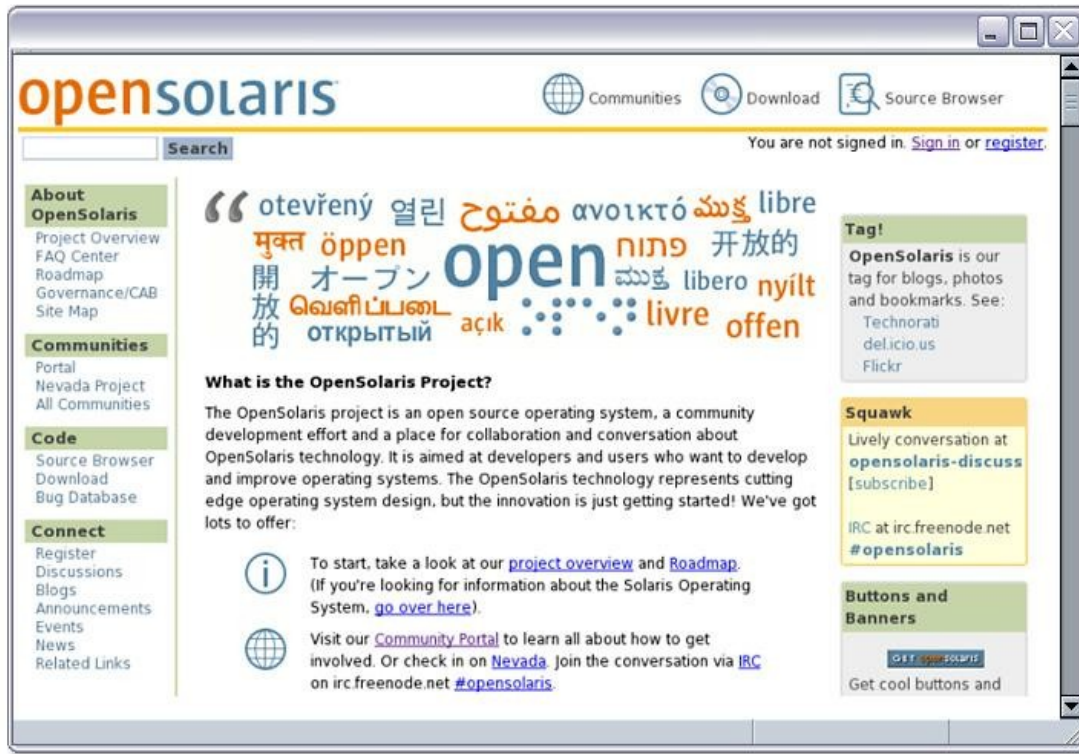 opensolaris
Communities Download Source Browser
Search
You are not signed in. Sign in or register.
About
OpenSolaris
Project Overview
FAQ Center
Roadmap
Governance/CAB
Site Map
Communities
Portal
Nevada Project
All Communities
Code
Source Browser
Download
Bug Database
Connect
Register
Discussions
Blogs
Announcements
Events
News
Related Links
“ otevřený 열린 مفتوح ανοικτό ముక్త libre
मुक्त öppen open פתוח 开放的
開放的 オープン ಮುಕ್ತ libero nyílt
வெளிப்படை açık ⠕⠏⠑⠝ livre offen
открытый
What is the OpenSolaris Project?
The OpenSolaris project is an open source operating system, a community
development effort and a place for collaboration and conversation about
OpenSolaris technology. It is aimed at developers and users who want to develop
and improve operating systems. The OpenSolaris technology represents cutting
edge operating system design, but the innovation is just getting started! We've got
lots to offer:
To start, take a look at our project overview and Roadmap.
(If you're looking for information about the Solaris Operating
System, go over here).
Visit our Community Portal to learn all about how to get
involved. Or check in on Nevada. Join the conversation via IRC
on irc.freenode.net #opensolaris.
Tag!
OpenSolaris is our
tag for blogs, photos
and bookmarks. See:
Technorati
del.icio.us
Flickr
Squawk
Lively conversation at
opensolaris-discuss
[subscribe]
IRC at irc.freenode.net
#opensolaris
Buttons and
Banners
GET opensolaris
Get cool buttons and